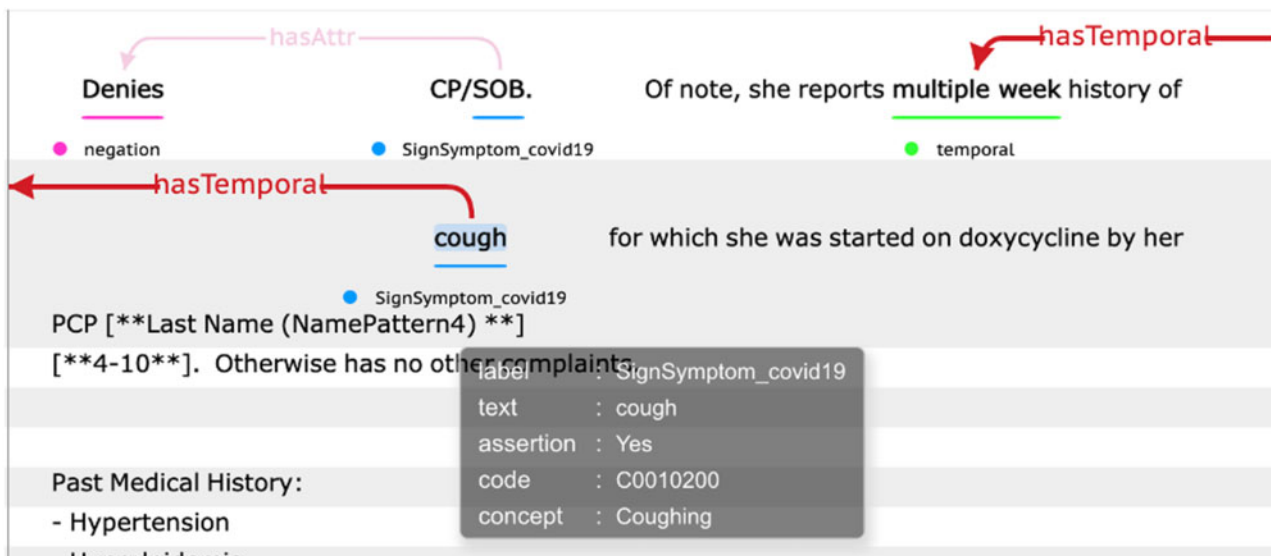 hasAttr hasTemporal
Denies CP/SOB. Of note, she reports multiple week history of
negation SignSymptom_covid19 temporal
hasTemporal
cough for which she was started on doxycycline by her
SignSymptom_covid19
PCP [**Last Name (NamePattern4) **]
[**4-10**]. Otherwise has no other complaints.
label : SignSymptom_covid19
text : cough
assertion : Yes
code : C0010200
concept : Coughing
Past Medical History:
- Hypertension